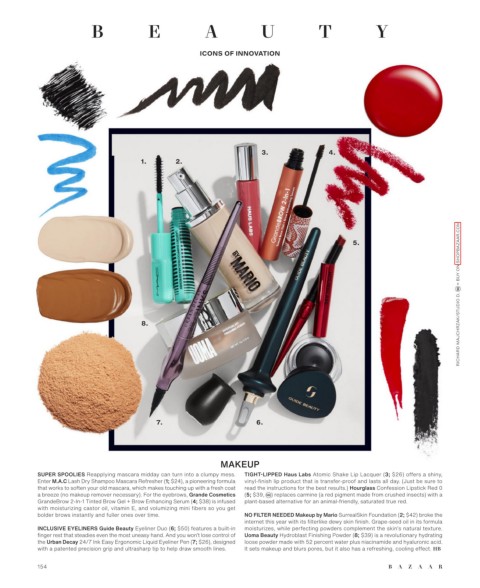 BEAUTY
ICONS OF INNOVATION
1.
2.
3.
4.
5.
6.
7.
8.
HAUS LABS
GrandeBROW 2-in-1
BY MARIO
UOMA
GUIDE BEAUTY
MAKEUP
SUPER SPOOLIES Reapplying mascara midday can turn into a clumpy mess.
Enter M.A.C Lash Dry Shampoo Mascara Refresher (1; $24), a pioneering formula
that works to soften your old mascara, which makes touching up with a fresh coat
a breeze (no makeup remover necessary). For the eyebrows, Grande Cosmetics
GrandeBROW 2-in-1 Tinted Brow Gel + Brow Enhancing Serum (4; $36) is infused
with moisturizing castor oil, vitamin E, and volumizing mini fibers so you get
bolder brows instantly and fuller ones over time.
INCLUSIVE EYELINERS Guide Beauty Eyeliner Duo (6; $50) features a built-in
finger rest that steadies even the most uneasy hand. And you won't lose control of
the Urban Decay 24/7 Ink Easy Ergonomic Liquid Eyeliner Pen (7; $26), designed
with a patented precision grip and ultrasharp tip to help draw smooth lines.
TIGHT-LIPPED Haus Labs Atomic Shake Lip Lacquer (3; $26) offers a shiny,
vinyl-finish lip product that is transfer-proof and lasts all day. (Just be sure to
read the instructions for the best results.) Hourglass Confession Lipstick Red 0
(5; $39, replaces carmine (a red pigment made from crushed insects) with a
plant-based alternative for an animal-friendly, saturated true red.
NO FILTER NEEDED Makeup by Mario SurrealSkin Foundation (2; $42) broke the
internet this year with its filterlike dewy skin finish. Grape-seed oil in its formula
moisturizes, while perfecting powders complement the skin's natural texture.
Uoma Beauty Hydroblast Finishing Powder (8; $39) is a revolutionary hydrating
loose powder made with 52 percent water plus niacinamide and hyaluronic acid.
It sets makeup and blurs pores, but it also has a refreshing, cooling effect. HB
RICHARD MAJCHRZAK/STUDIO D. = BUY ON SHOPBAZAAR.COM
154
BAZAAR